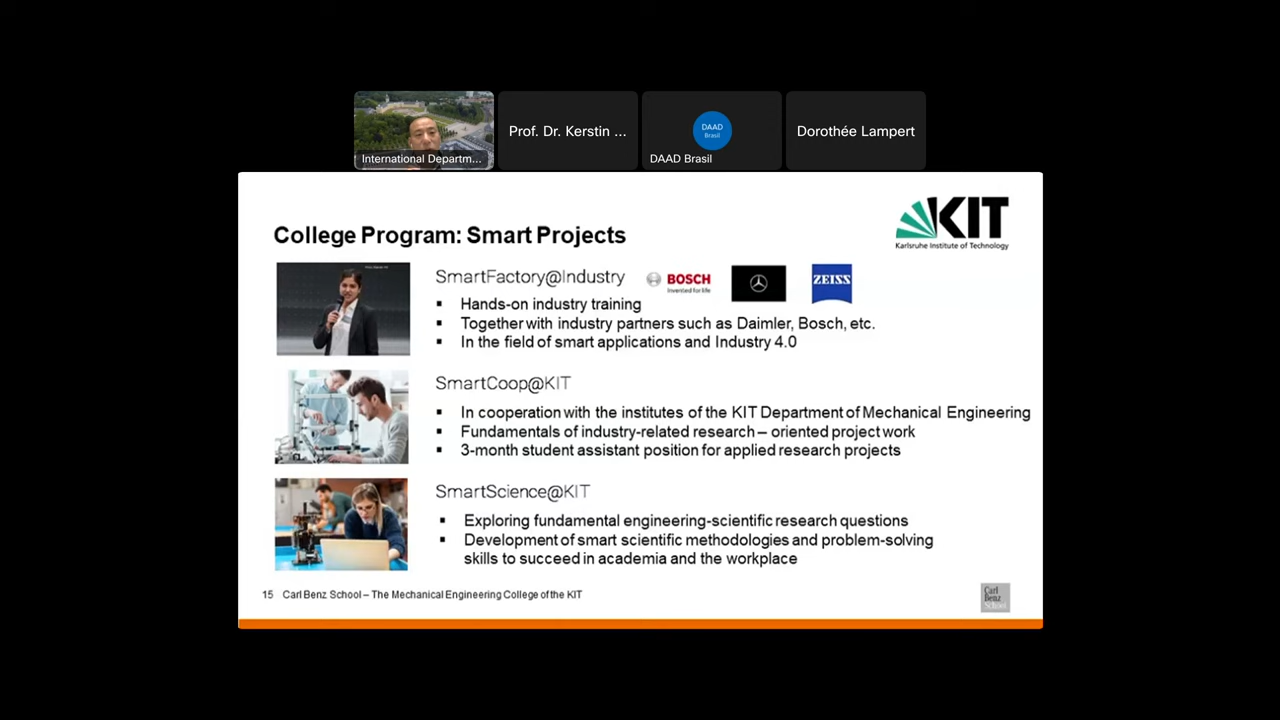 International Departm...
Prof. Dr. Kerstin ...
DAAD
Brasil
DAAD Brasil
Dorothée Lampert
KIT
Karlsruhe Institute of Technology
College Program: Smart Projects
SmartFactory@Industry
BOSCH
Invented for life
ZEISS
▪ Hands-on industry training
▪ Together with industry partners such as Daimler, Bosch, etc.
▪ In the field of smart applications and Industry 4.0
SmartCoop@KIT
▪ In cooperation with the institutes of the KIT Department of Mechanical Engineering
▪ Fundamentals of industry-related research – oriented project work
▪ 3-month student assistant position for applied research projects
SmartScience@KIT
▪ Exploring fundamental engineering-scientific research questions
▪ Development of smart scientific methodologies and problem-solving
skills to succeed in academia and the workplace
15 Carl Benz School – The Mechanical Engineering College of the KIT
Carl
Benz
School